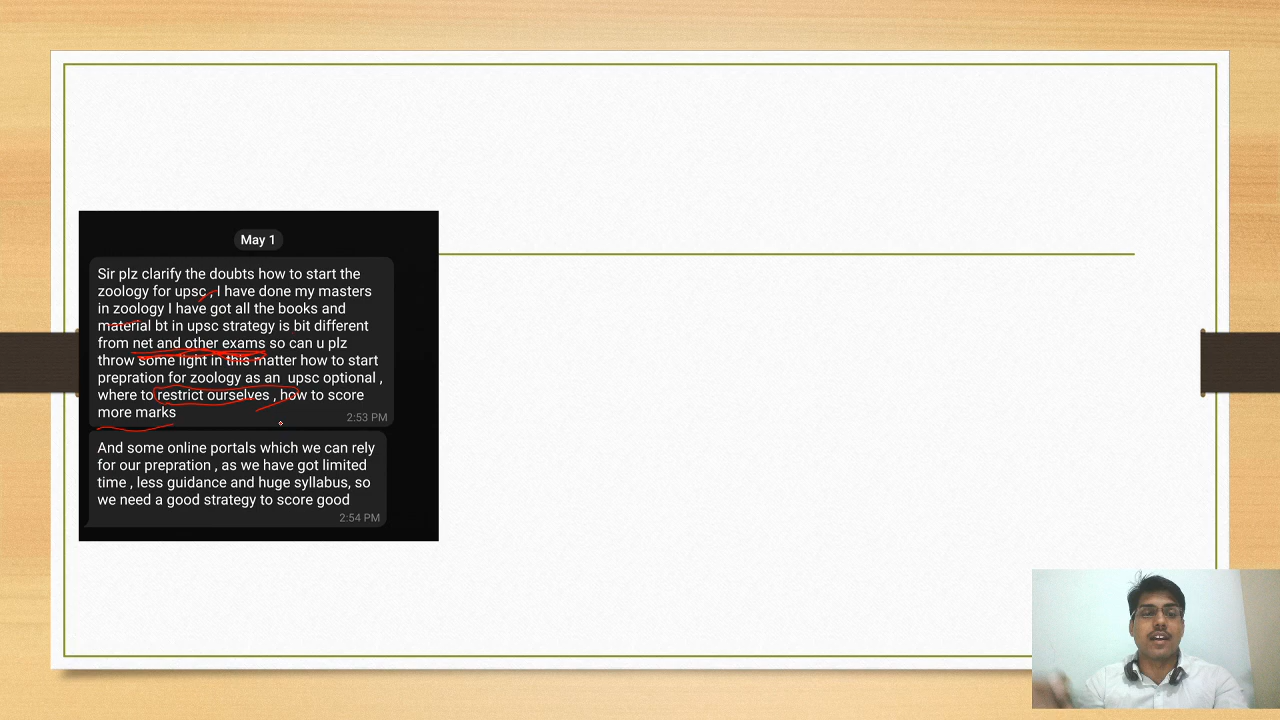 May 1
Sir plz clarify the doubts how to start the
zoology for upsc , I have done my masters
in zoology I have got all the books and
material bt in upsc strategy is bit different
from net and other exams so can u plz
throw some light in this matter how to start
prepration for zoology as an  upsc optional ,
where to restrict ourselves , how to score
more marks
2:53 PM
And some online portals which we can rely
for our prepration , as we have got limited
time , less guidance and huge syllabus, so
we need a good strategy to score good
2:54 PM